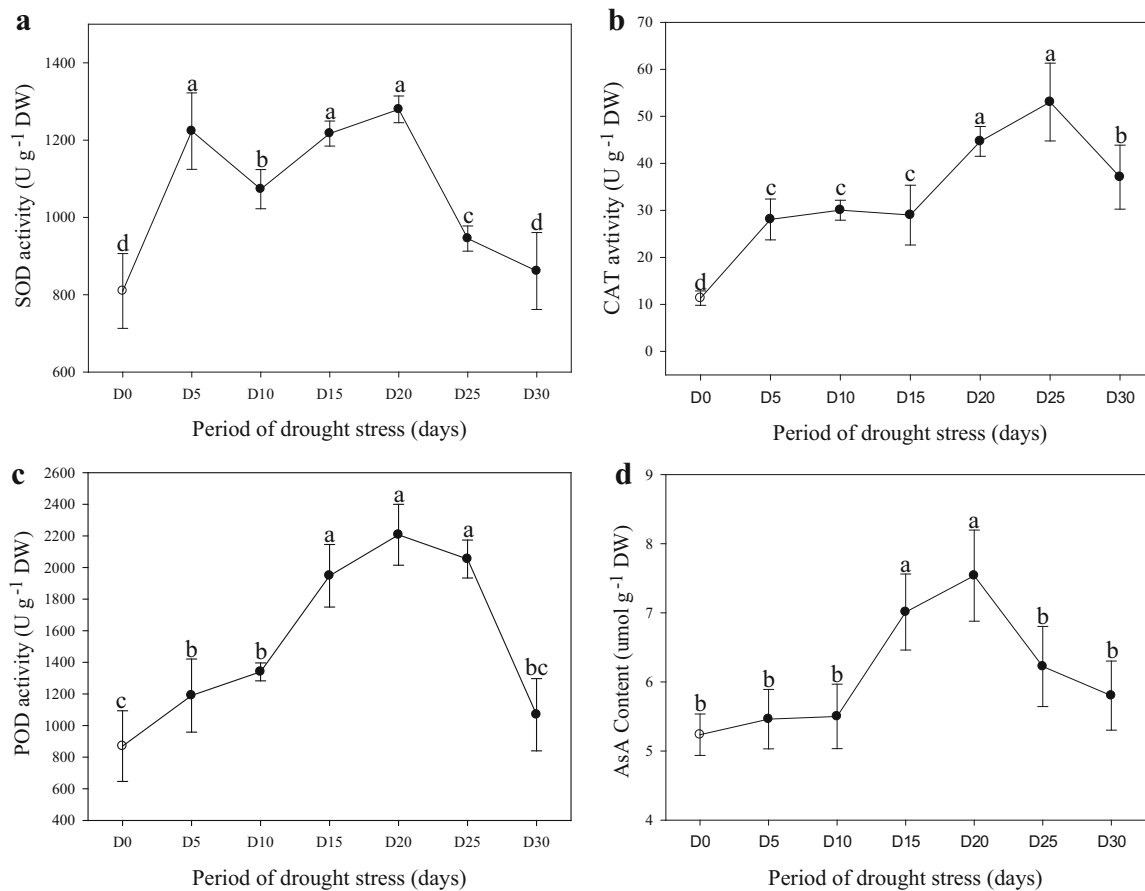 a
SOD activity (U g⁻¹ DW)
1400
1200
1000
800
600
d
a
b
a
a
c
d
D0 D5 D10 D15 D20 D25 D30
Period of drought stress (days)
b
CAT avtivity (U g⁻¹ DW)
70
60
50
40
30
20
10
0
d
c
c
c
a
a
b
D0 D5 D10 D15 D20 D25 D30
Period of drought stress (days)
c
POD activity (U g⁻¹ DW)
2600
2400
2200
2000
1800
1600
1400
1200
1000
800
600
400
c
b
b
a
a
a
bc
D0 D5 D10 D15 D20 D25 D30
Period of drought stress (days)
d
AsA Content (umol g⁻¹ DW)
9
8
7
6
5
4
b
b
b
a
a
b
b
D0 D5 D10 D15 D20 D25 D30
Period of drought stress (days)